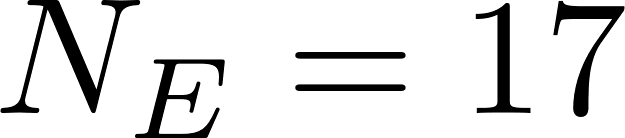 N_E = 17